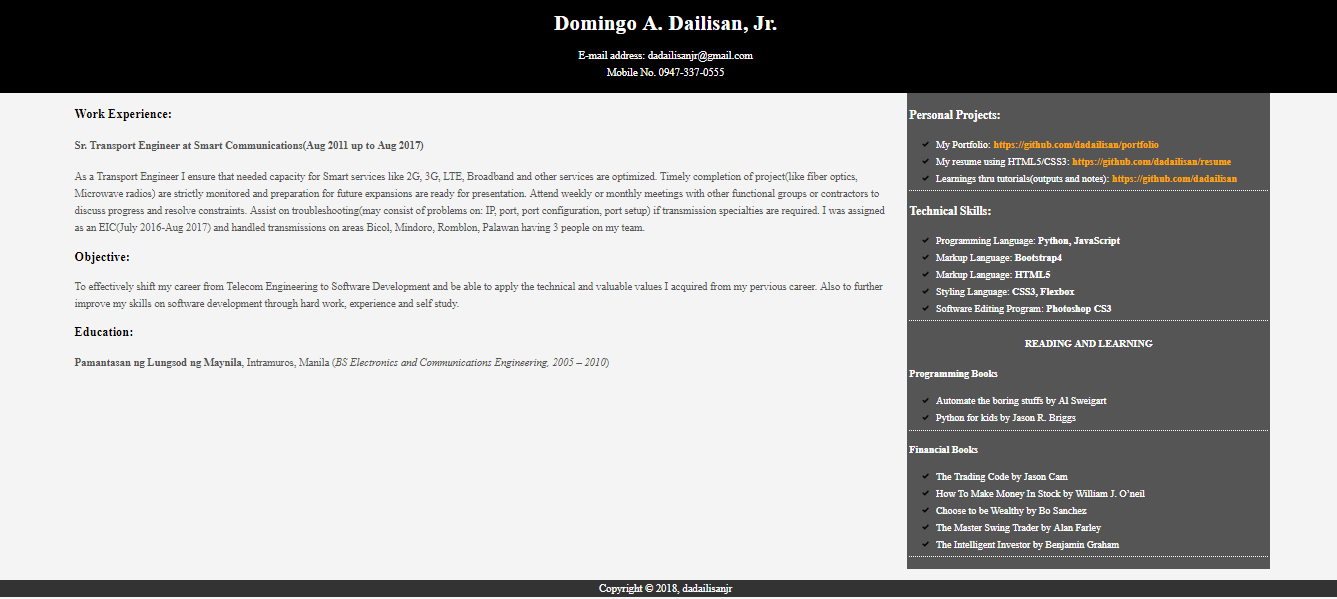 Domingo A. Dailisan, Jr.
E-mail address: dadailisanjr@gmail.com
Mobile No. 0947-337-0555
Work Experience:
Sr. Transport Engineer at Smart Communications(Aug 2011 up to Aug 2017)
As a Transport Engineer I ensure that needed capacity for Smart services like 2G, 3G, LTE, Broadband and other services are optimized. Timely completion of project(like fiber optics,
Microwave radios) are strictly monitored and preparation for future expansions are ready for presentation. Attend weekly or monthly meetings with other functional groups or contractors to
discuss progress and resolve constraints. Assist on troubleshooting(may consist of problems on: IP, port, port configuration, port setup) if transmission specialties are required. I was assigned
as an EIC(July 2016-Aug 2017) and handled transmissions on areas Bicol, Mindoro, Romblon, Palawan having 3 people on my team.
Objective:
To effectively shift my career from Telecom Engineering to Software Development and be able to apply the technical and valuable values I acquired from my pervious career. Also to further
improve my skills on software development through hard work, experience and self study.
Education:
Pamantasan ng Lungsod ng Maynila, Intramuros, Manila (BS Electronics and Communications Engineering, 2005 – 2010)
Personal Projects:
My Portfolio: https://github.com/dadailisan/portfolio
My resume using HTML5/CSS3: https://github.com/dadailisan/resume
Learnings thru tutorials(outputs and notes): https://github.com/dadailisan
Technical Skills:
Programming Language: Python, JavaScript
Markup Language: Bootstrap4
Markup Language: HTML5
Styling Language: CSS3, Flexbox
Software Editing Program: Photoshop CS3
READING AND LEARNING
Programming Books
Automate the boring stuffs by Al Sweigart
Python for kids by Jason R. Briggs
Financial Books
The Trading Code by Jason Cam
How To Make Money In Stock by William J. O’neil
Choose to be Wealthy by Bo Sanchez
The Master Swing Trader by Alan Farley
The Intelligent Investor by Benjamin Graham
Copyright © 2018, dadailisanjr